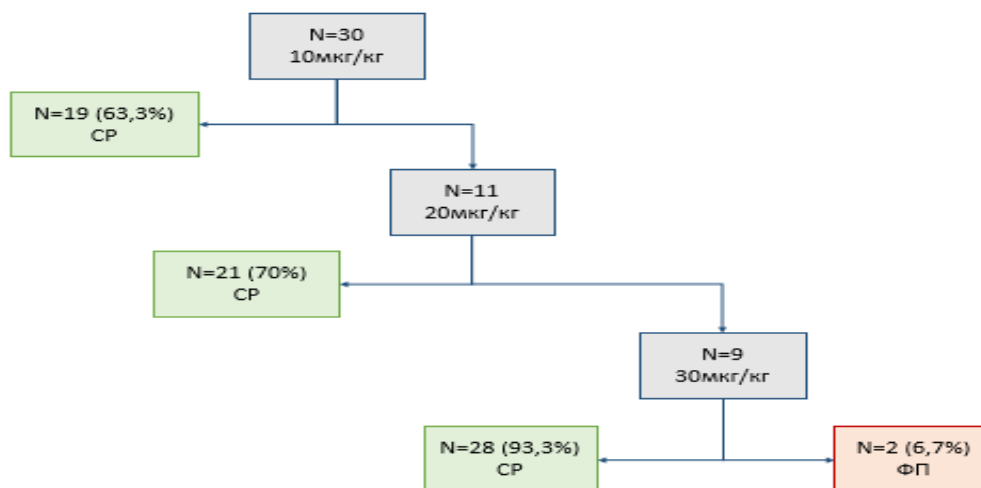 N=30
10мкг/кг
N=19 (63,3%)
СР
N=11
20мкг/кг
N=21 (70%)
СР
N=9
30мкг/кг
N=28 (93,3%)
СР
N=2 (6,7%)
ФП